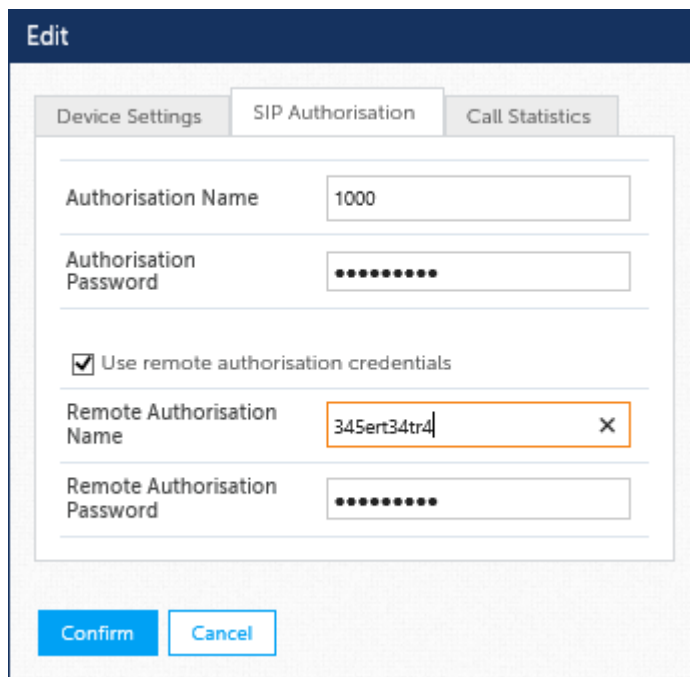 Edit
Device Settings SIP Authorisation Call Statistics
Authorisation Name 1000
Authorisation
Password •••••••••
Use remote authorisation credentials
Remote Authorisation
Name 345ert34tr4
Remote Authorisation
Password •••••••••
Confirm Cancel